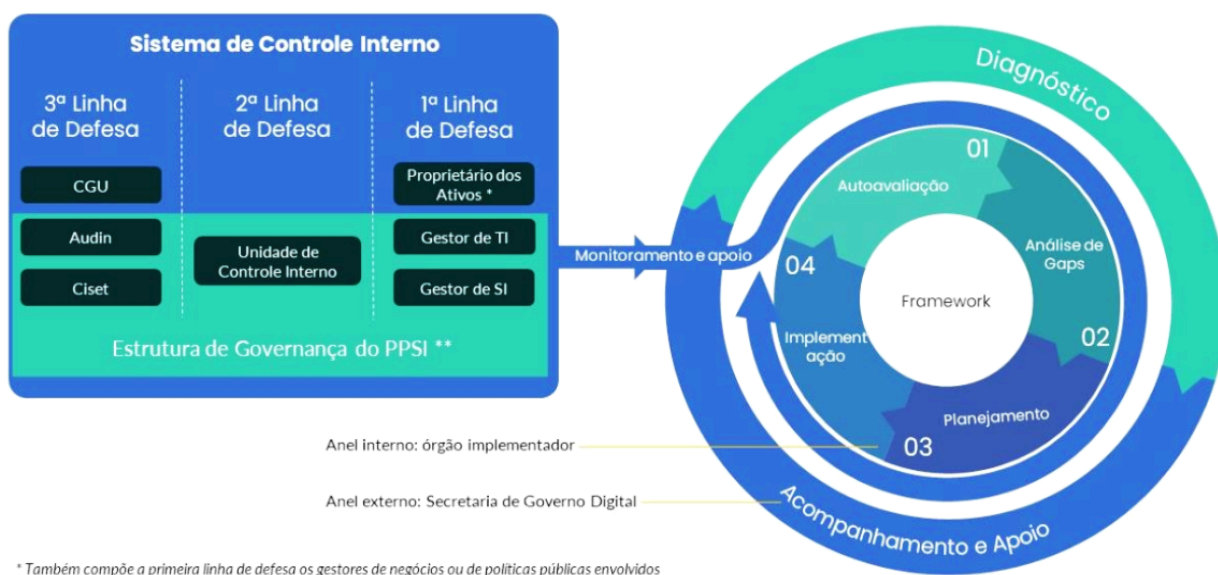 Sistema de Controle Interno
3ª Linha
de Defesa
2ª Linha
de Defesa
1ª Linha
de Defesa
CGU
Audin
Ciset
Unidade de
Controle Interno
Proprietário dos
Ativos *
Gestor de TI
Gestor de SI
Estrutura de Governança do PPSI **
Monitoramento e apoio
Diagnóstico
01
Autoavaliação
Análise de
Gaps
02
Framework
04
Implement
ação
Planejamento
03
Acompanhamento e Apoio
Anel interno: órgão implementador
Anel externo: Secretaria de Governo Digital
* Também compõe a primeira linha de defesa os gestores de negócios ou de políticas públicas envolvidos